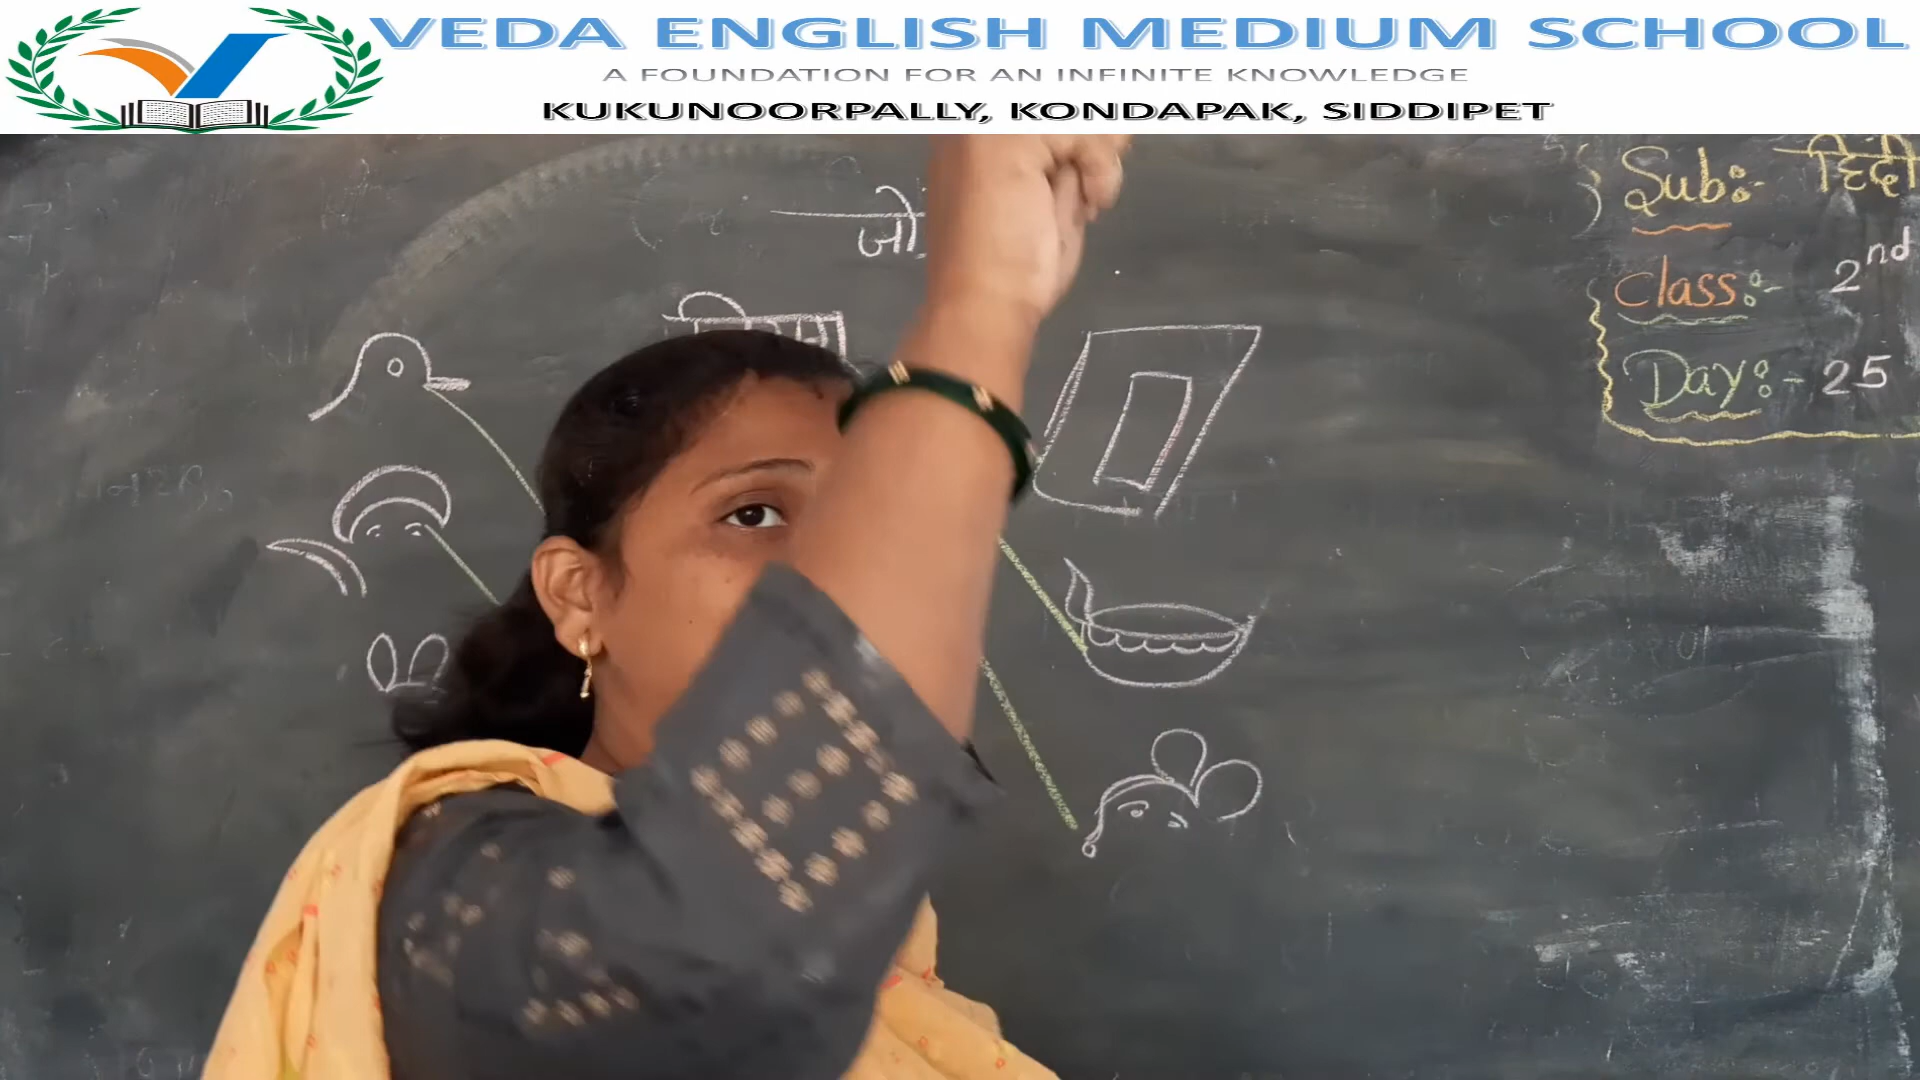 VEDA ENGLISH MEDIUM SCHOOL
A FOUNDATION FOR AN INFINITE KNOWLEDGE
KUKUNOORPALLY, KONDAPAK, SIDDIPET
Sub:- हिंदी
Class:- 2nd
Day:- 25